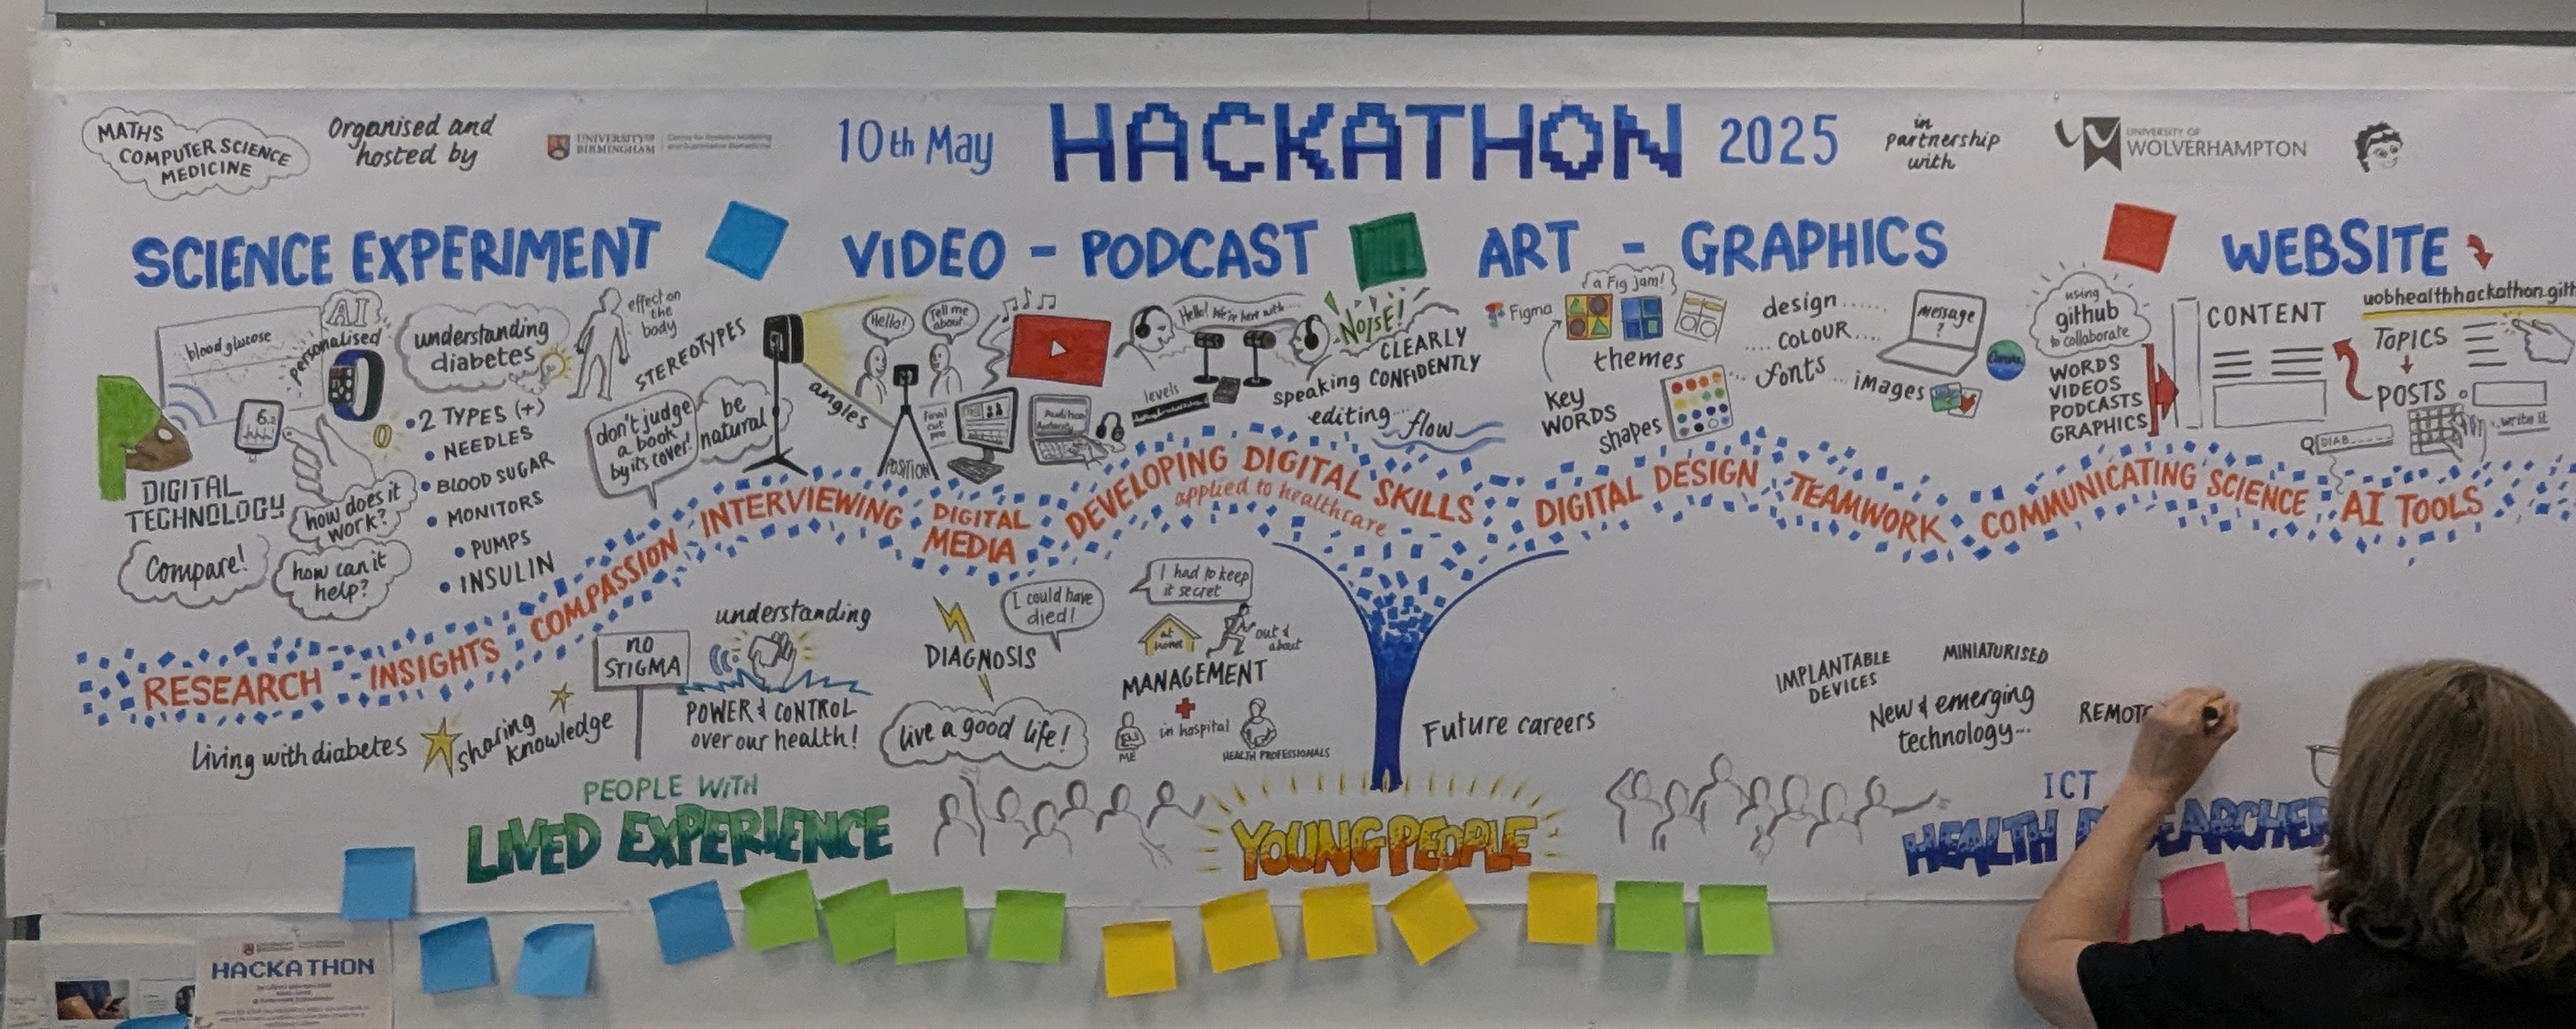 MATHS
COMPUTER SCIENCE
MEDICINE
Organised and
hosted by
UNIVERSITY OF
BIRMINGHAM
10th May
HACKATHON
2025
in
partnership
with
UNIVERSITY OF
WOLVERHAMPTON
SCIENCE EXPERIMENT
VIDEO - PODCAST
ART - GRAPHICS
WEBSITE
AI
personalised
blood glucose
6.2
DIGITAL
TECHNOLOGY
Compare!
how does it
work?
how can it
help?
understanding
diabetes
2 TYPES (+)
NEEDLES
BLOOD SUGAR
MONITORS
PUMPS
INSULIN
effect on
the
body
STEREOTYPES
don't judge
a book
by its cover!
be
natural
angles
Hello!
Tell me
about..
POSITION
Final
cut
pro
Audition/
Hello! We're here with...
NOISE!
levels
CLEARLY
speaking CONFIDENTLY
editing... flow
Figma
a Fig jam!
themes
Key
WORDS
shapes
design.....
....COLOUR....
...fonts...
images
message
?
Canva
using
github
to collaborate
WORDS
VIDEOS
PODCASTS
GRAPHICS
CONTENT
uobhealthhackathon.gith
TOPICS
POSTS
DIAB
write it
RESEARCH - INSIGHTS
COMPASSION
INTERVIEWING
DIGITAL
MEDIA
DEVELOPING DIGITAL SKILLS
applied to healthcare
DIGITAL DESIGN
TEAMWORK
COMMUNICATING SCIENCE
AI TOOLS
Living with diabetes
sharing
knowledge
no
STIGMA
understanding
POWER & CONTROL
over our health!
DIAGNOSIS
I could have
died!
live a good life!
I had to keep
it secret
at
home
out &
about
MANAGEMENT
in hospital
ME
HEALTH PROFESSIONALS
Future careers
IMPLANTABLE
DEVICES
MINIATURISED
New & emerging
technology...
REMOTE
PEOPLE WITH
LIVED EXPERIENCE
YOUNG PEOPLE
ICT
HEALTH
HACKATHON